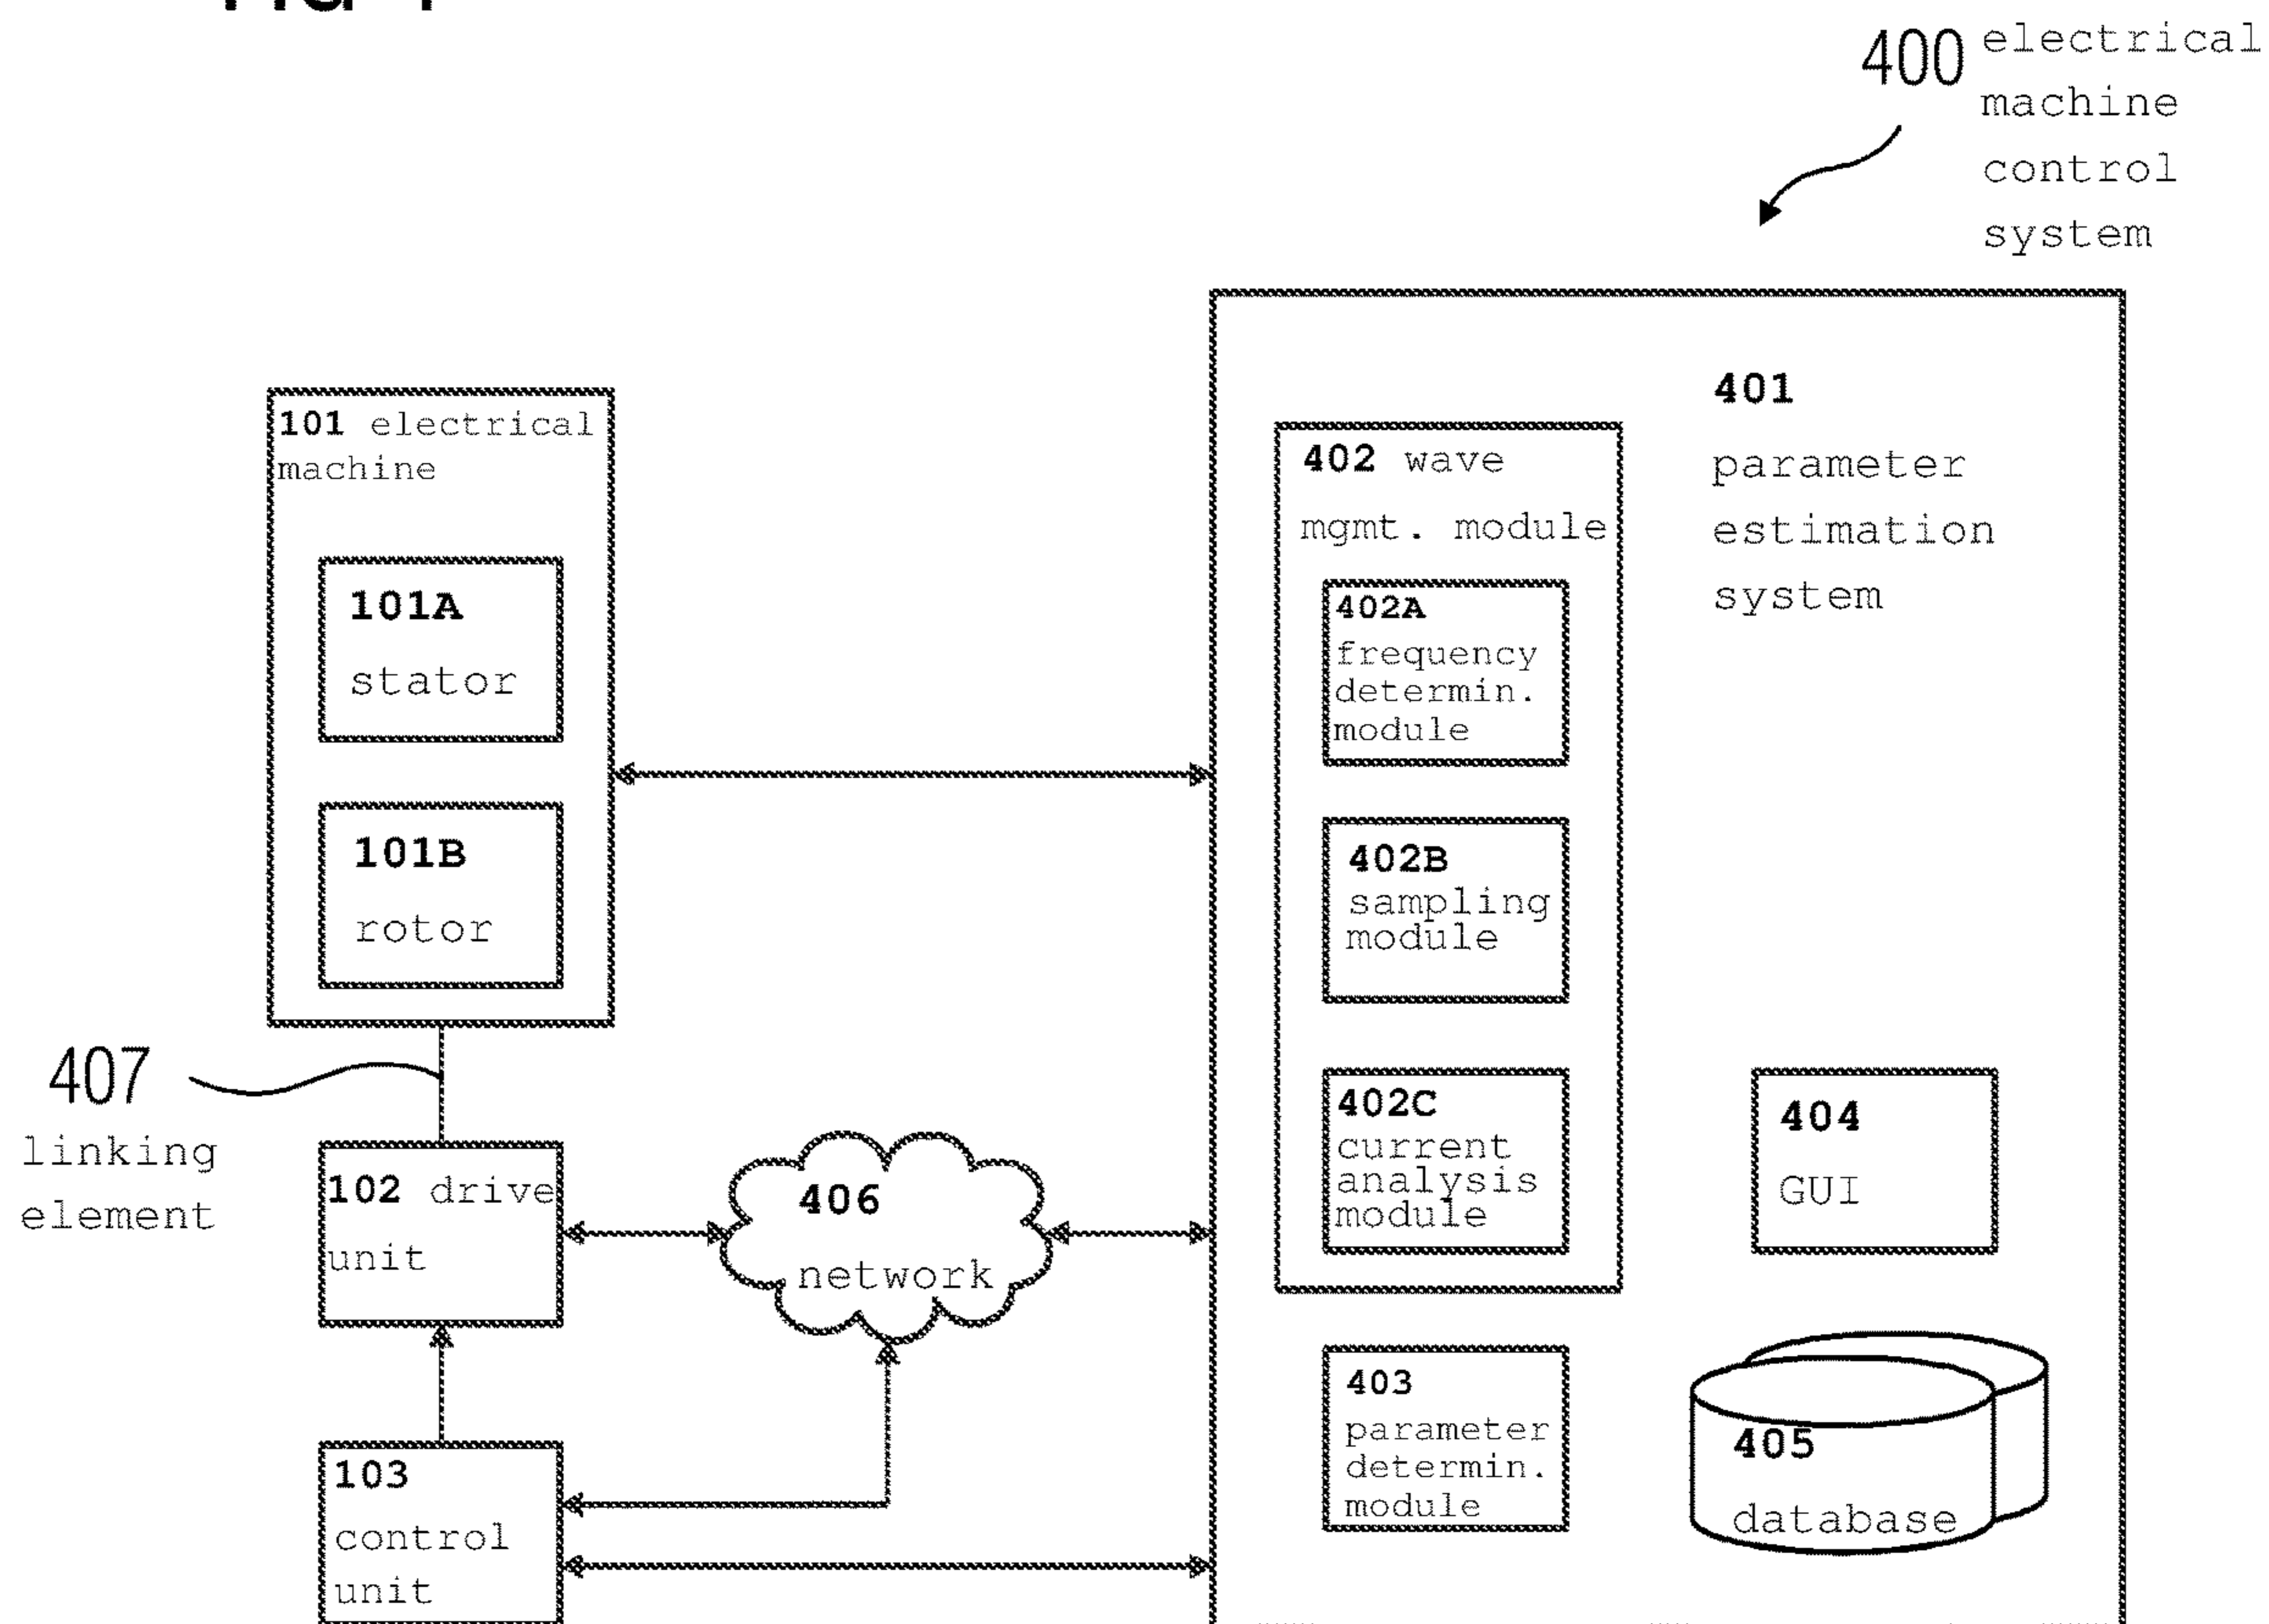 400 electrical
machine
control
system
401
parameter
estimation
system
101 electrical
machine
101A
stator
101B
rotor
402 wave
mgmt. module
402A
frequency
determin.
module
402B
sampling
module
402C
current
analysis
module
407
linking
element
102 drive
unit
406
network
404
GUI
103
control
unit
403
parameter
determin.
module
405
database